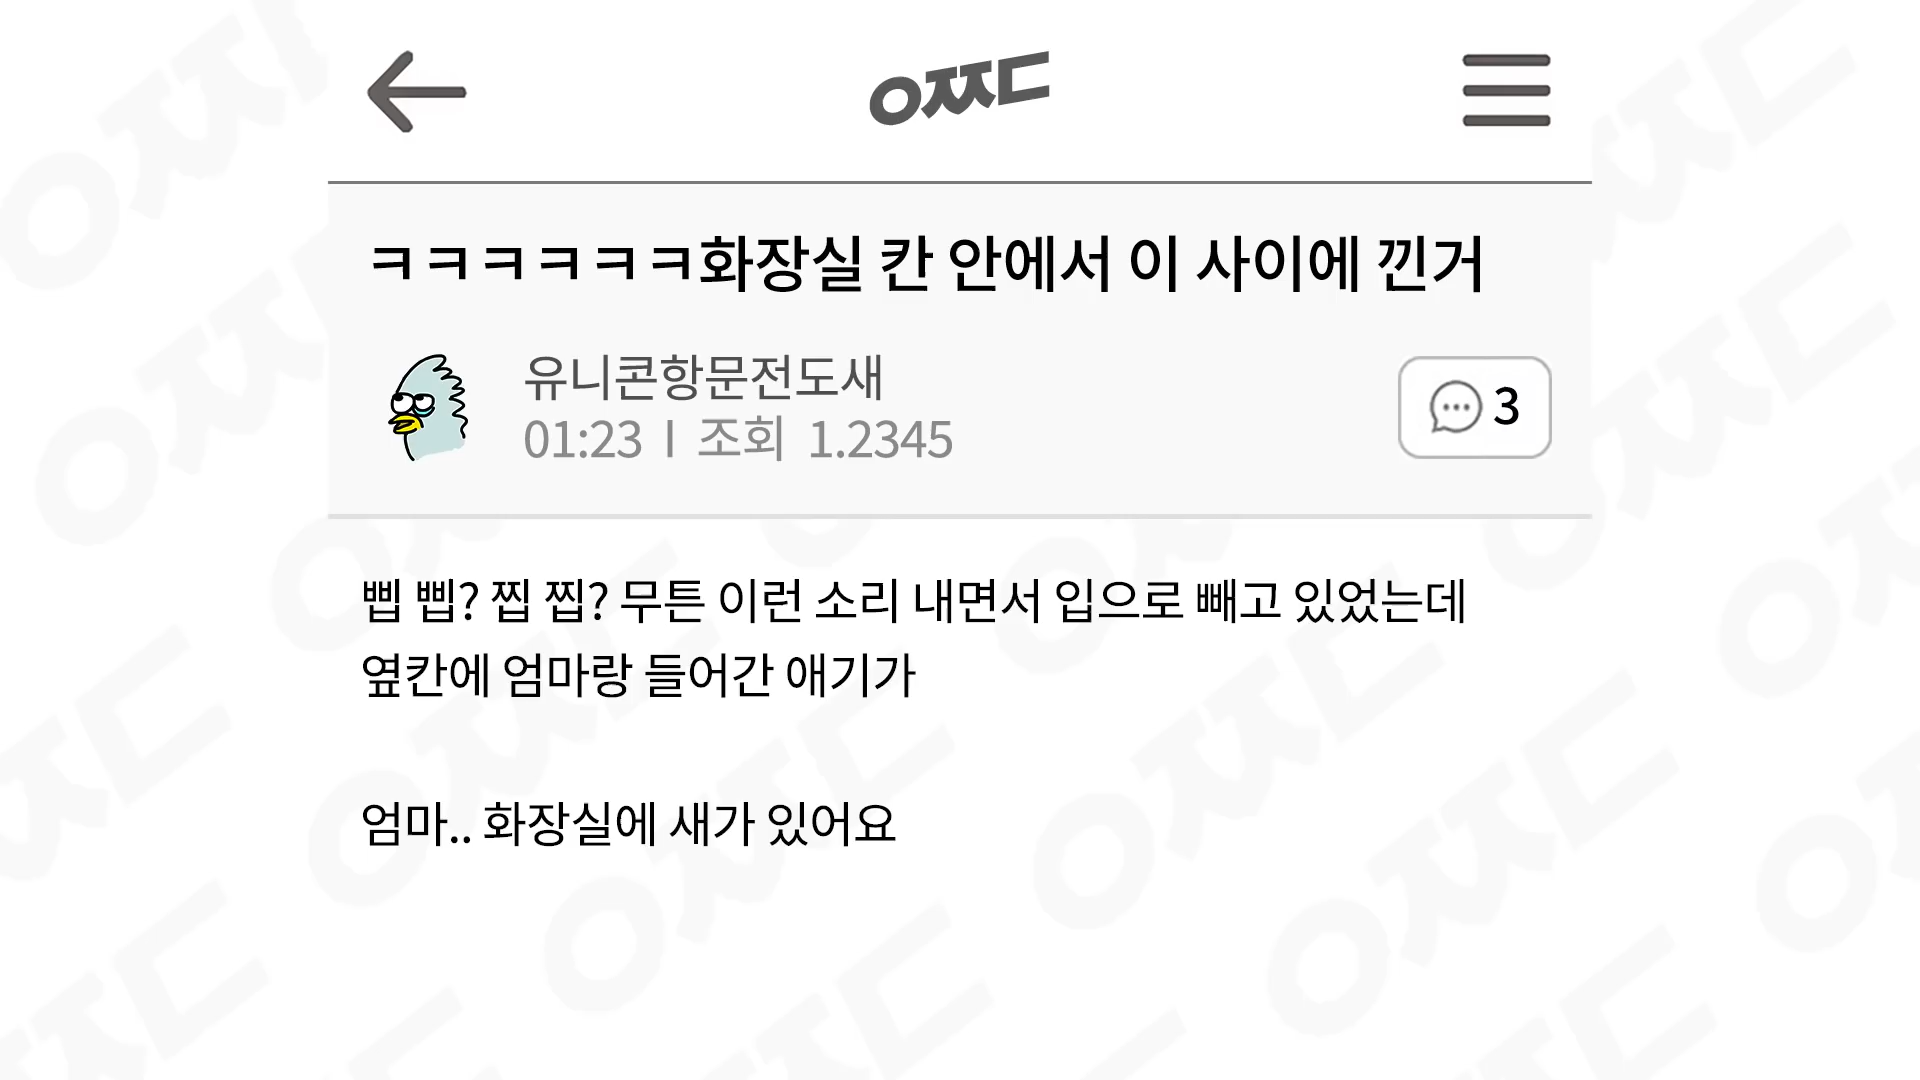 ㅇㅉㄷ
ㅋㅋㅋㅋㅋㅋ화장실 칸 안에서 이 사이에 낀거
유니콘항문전도새
01:23 ㅣ 조회 1.2345
3
삡 삡? 찝 찝? 무튼 이런 소리 내면서 입으로 빼고 있었는데
옆칸에 엄마랑 들어간 애기가
엄마.. 화장실에 새가 있어요